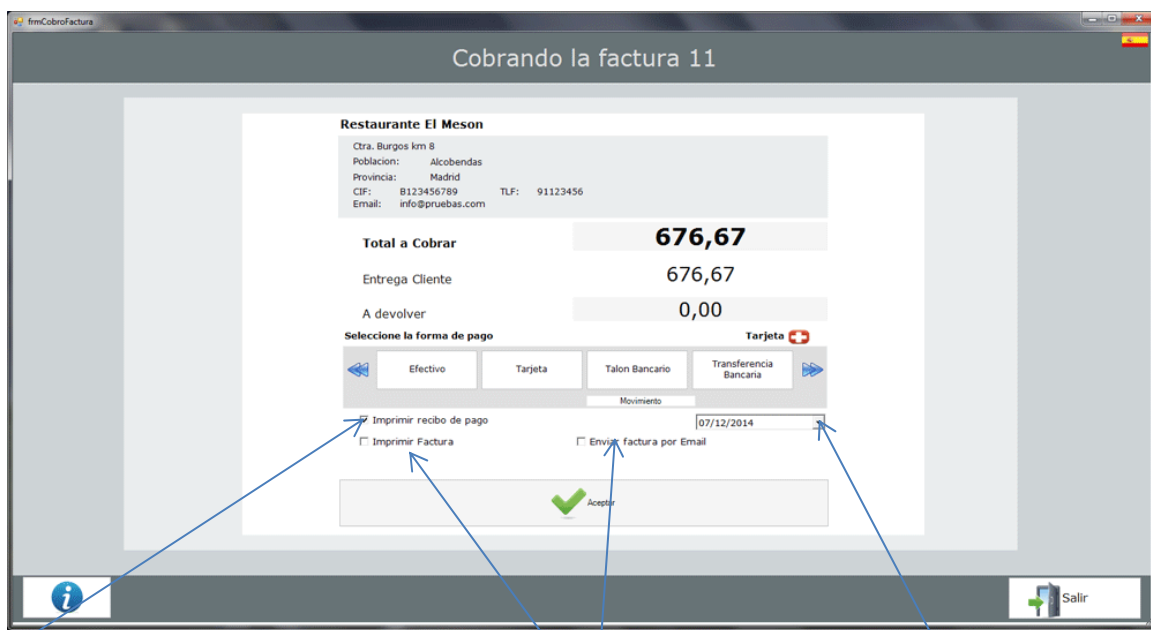 frmCobroFactura
Cobrando la factura 11
Restaurante El Meson
Ctra. Burgos km 8
Poblacion: Alcobendas
Provincia: Madrid
CIF: B123456789 TLF: 91123456
Email: info@pruebas.com
Total a Cobrar 676,67
Entrega Cliente 676,67
A devolver 0,00
Seleccione la forma de pago Tarjeta
Efectivo Tarjeta Talon Bancario Transferencia Bancaria
Movimiento
Imprimir recibo de pago 07/12/2014
Imprimir Factura Enviar factura por Email
Aceptar
Salir